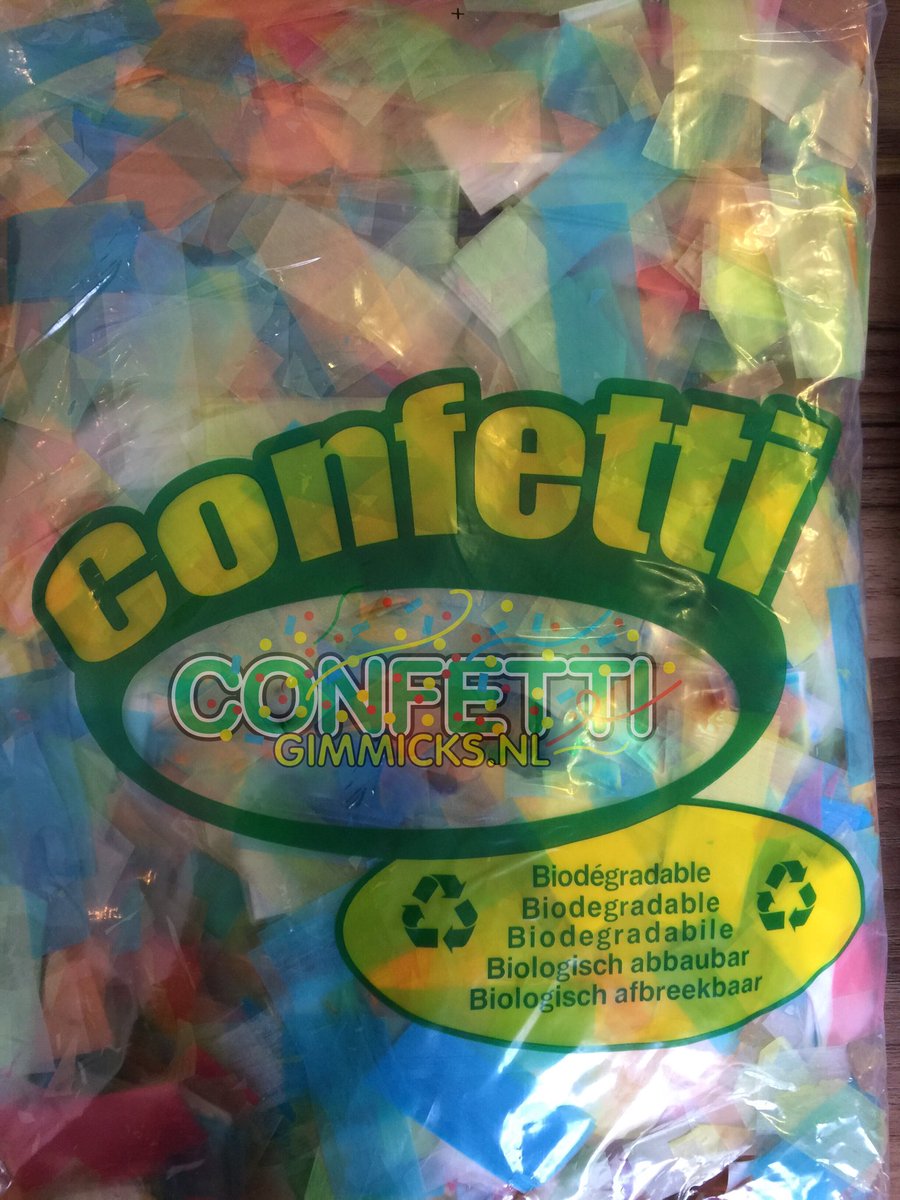 confetti
CONFETTI
GIMMICKS.NL
Biodégradable
Biodegradable
Biodegradabile
Biologisch abbaubar
Biologisch afbreekbaar